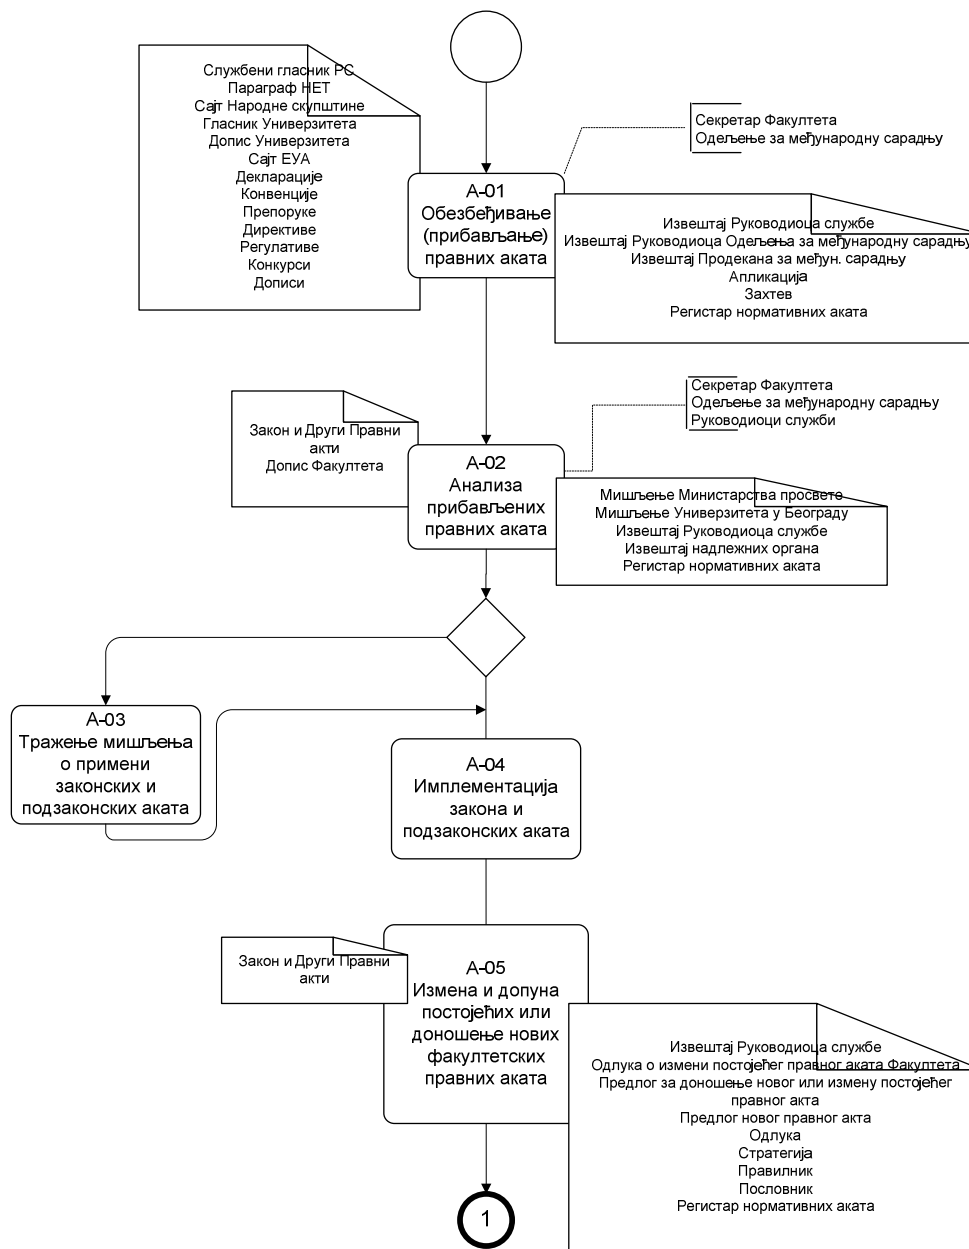 Службени гласник РС
Параграф НЕТ
Сајт Народне скупштине
Гласник Универзитета
Допис Универзитета
Сајт ЕУА
Декларације
Конвенције
Препоруке
Директиве
Регулативе
Конкурси
Дописи
Секретар Факултета
Одељење за међународну сарадњу
А-01
Обезбеђивање
(прибављање)
правних аката
Извештај Руководиоца службе
Извештај Руководиоца Одељења за међународну сарадњу
Извештај Продекана за међун. сарадњу
Апликација
Захтев
Регистар нормативних аката
Секретар Факултета
Одељење за међународну сарадњу
Руководиоци служби
Закон и Други Правни
акти
Допис Факултета
А-02
Анализа
прибављених
правних аката
Мишљење Министарства просвете
Мишљење Универзитета у Београду
Извештај Руководиоца службе
Извештај надлежних органа
Регистар нормативних аката
А-03
Тражење мишљења
о примени
законских и
подзаконских аката
А-04
Имплементација
закона и
подзаконских аката
Закон и Други Правни
акти
А-05
Измена и допуна
постојећих или
доношење нових
факултетских
правних аката
Извештај Руководиоца службе
Одлука о измени постојећег правног аката Факултета
Предлог за доношење новог или измену постојећег
правног акта
Предлог новог правног акта
Одлука
Стратегија
Правилник
Пословник
Регистар нормативних аката
1